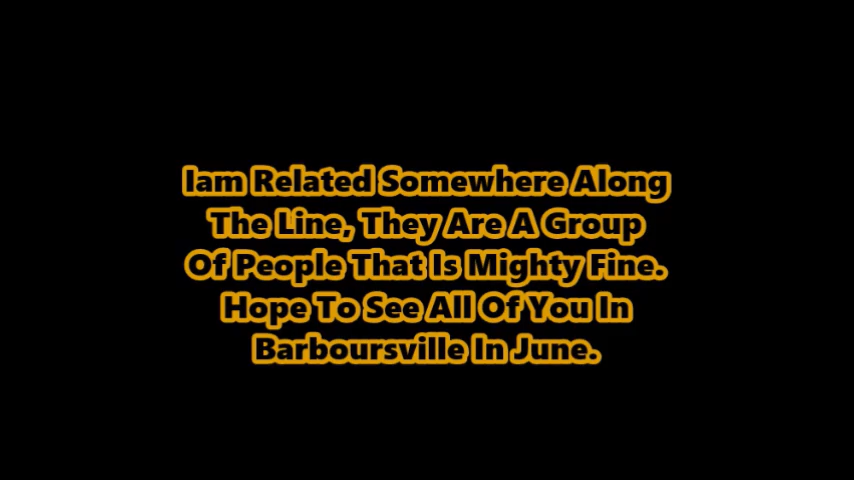 Iam Related Somewhere Along
The Line, They Are A Group
Of People That Is Mighty Fine.
Hope To See All Of You In
Barboursville In June.